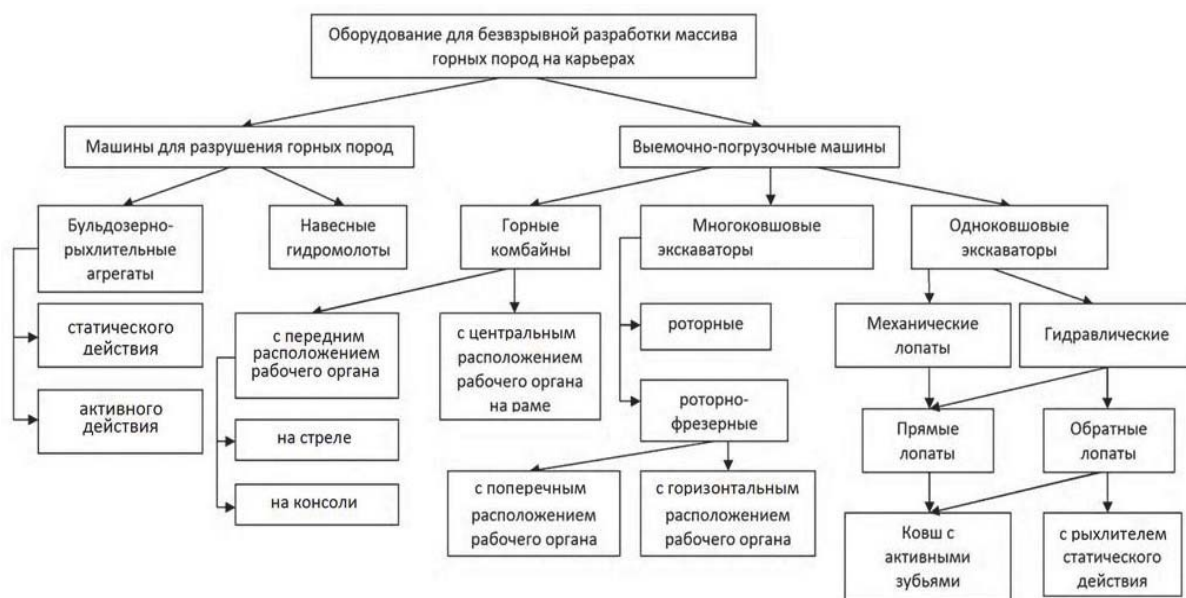 Оборудование для безвзрывной разработки массива
горных пород на карьерах
Машины для разрушения горных пород
Выемочно-погрузочные машины
Бульдозерно-
рыхлительные
агрегаты
Навесные
гидромолоты
Горные
комбайны
Многоковшовые
экскаваторы
Одноковшовые
экскаваторы
статического
действия
с передним
расположением
рабочего органа
с центральным
расположением
рабочего органа
на раме
роторные
Механические
лопаты
Гидравлические
активного
действия
роторно-
фрезерные
Прямые
лопаты
Обратные
лопаты
на стреле
на консоли
с поперечным
расположением
рабочего органа
с горизонтальным
расположением
рабочего органа
Ковш с
активными
зубьями
с рыхлителем
статического
действия